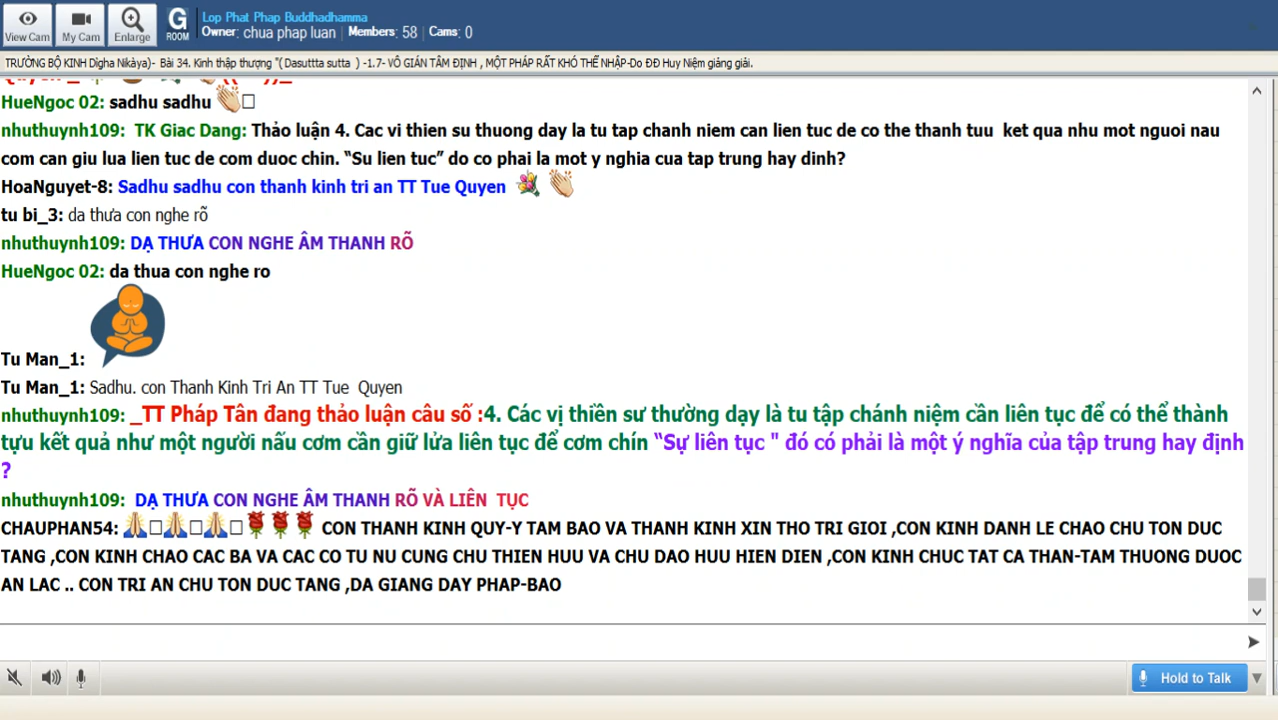 View Cam
My Cam
Enlarge
G
ROOM
Lop Phat Phap Buddhadhamma
Owner: chua phap luan | Members: 58 | Cams: 0
TRƯỜNG BỘ KINH Dìgha Nikàya)- Bài 34. Kinh thập thượng "( Dasuttta sutta ) -1.7- VÔ GIÁN TÂM ĐỊNH , MỘT PHÁP RẤT KHÓ THỂ NHẬP-Do ĐĐ Huy Niệm giảng giải.
HueNgoc 02: sadhu sadhu
nhuthuynh109: TK Giac Dang: Thảo luận 4. Cac vi thien su thuong day la tu tap chanh niem can lien tuc de co the thanh tuu ket qua nhu mot nguoi nau
com can giu lua lien tuc de com duoc chin. “Su lien tuc” do co phai la mot y nghia cua tap trung hay dinh?
HoaNguyet-8: Sadhu sadhu con thanh kinh tri an TT Tue Quyen
tu bi_3: da thưa con nghe rõ
nhuthuynh109: DẠ THƯA CON NGHE ÂM THANH RÕ
HueNgoc 02: da thua con nghe ro
Tu Man_1:
Tu Man_1: Sadhu. con Thanh Kinh Tri An TT Tue Quyen
nhuthuynh109: _TT Pháp Tân đang thảo luận câu số :4. Các vị thiền sư thường dạy là tu tập chánh niệm cần liên tục để có thể thành
tựu kết quả như một người nấu cơm cần giữ lửa liên tục để cơm chín “Sự liên tục " đó có phải là một ý nghĩa của tập trung hay định
?
nhuthuynh109: DẠ THƯA CON NGHE ÂM THANH RÕ VÀ LIÊN TỤC
CHAUPHAN54: CON THANH KINH QUY-Y TAM BAO VA THANH KINH XIN THO TRI GIOI ,CON KINH DANH LE CHAO CHU TON DUC
TANG ,CON KINH CHAO CAC BA VA CAC CO TU NU CUNG CHU THIEN HUU VA CHU DAO HUU HIEN DIEN ,CON KINH CHUC TAT CA THAN-TAM THUONG DUOC
AN LAC .. CON TRI AN CHU TON DUC TANG ,DA GIANG DAY PHAP-BAO
Hold to Talk